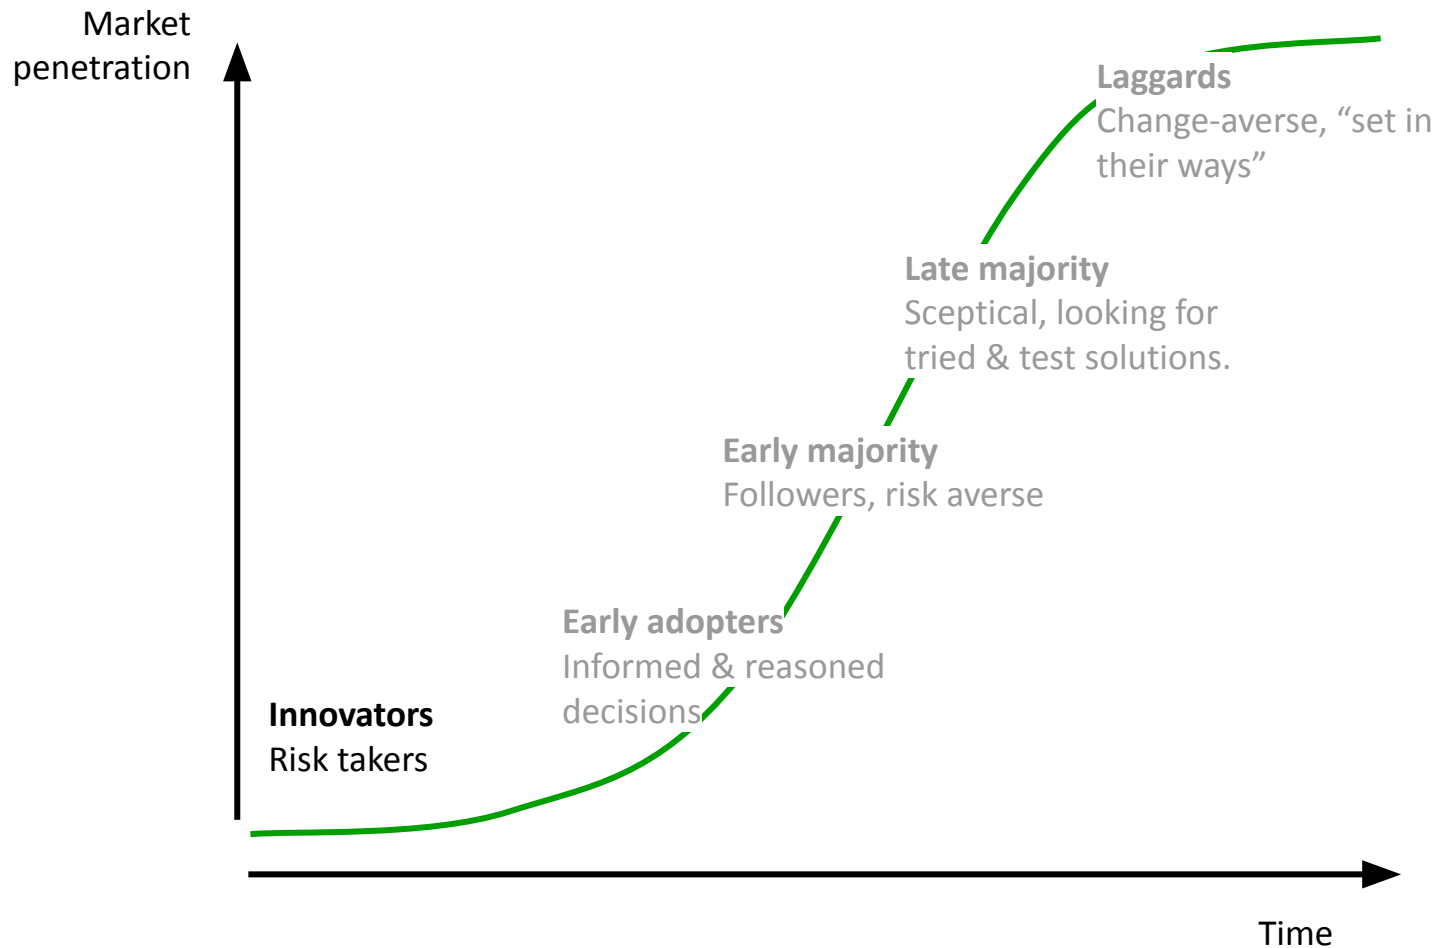 Market
penetration
Laggards
Change-averse, “set in
their ways”
Late majority
Sceptical, looking for
tried & test solutions.
Early majority
Followers, risk averse
Early adopters
Informed & reasoned
decisions
Innovators
Risk takers
Time